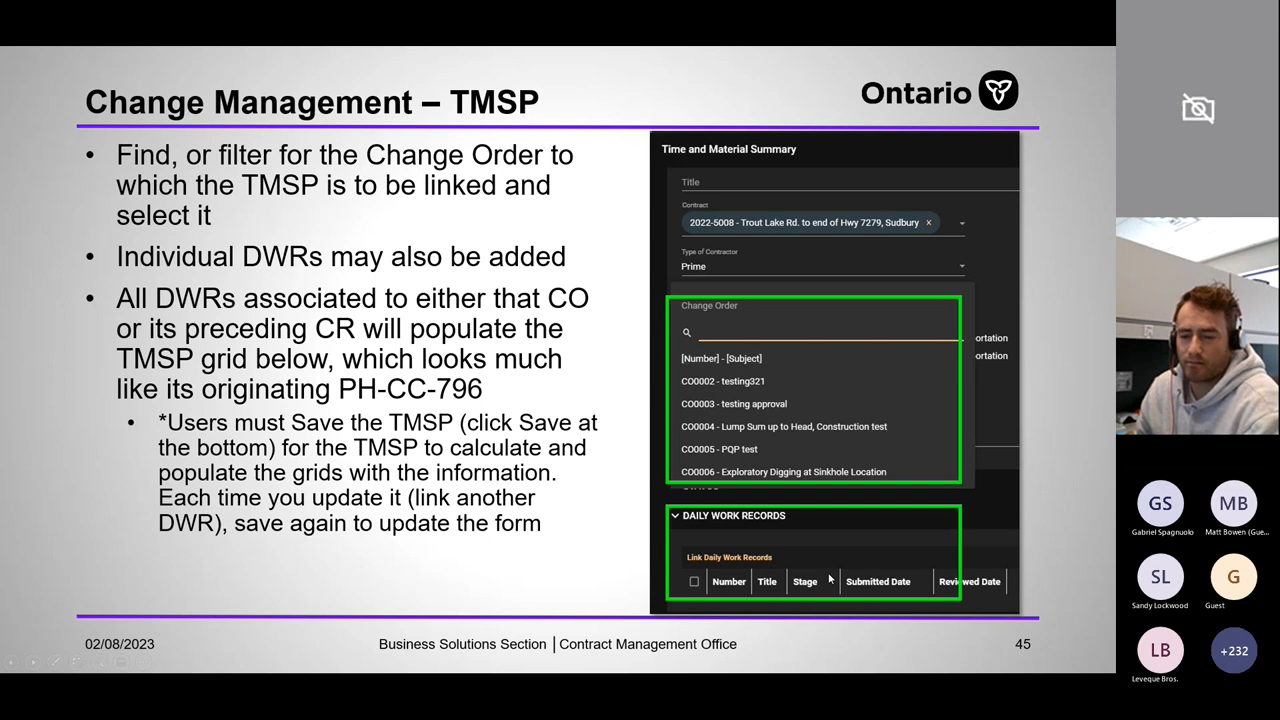 Change Management – TMSP
Ontario
• Find, or filter for the Change Order to
which the TMSP is to be linked and
select it
• Individual DWRs may also be added
• All DWRs associated to either that CO
or its preceding CR will populate the
TMSP grid below, which looks much
like its originating PH-CC-796
• *Users must Save the TMSP (click Save at
the bottom) for the TMSP to calculate and
populate the grids with the information.
Each time you update it (link another
DWR), save again to update the form
Time and Material Summary
Title
Contract
2022-5008 - Trout Lake Rd. to end of Hwy 7279, Sudbury ×
Type of Contractor
Prime
Change Order
ortation
[Number] - [Subject]
ortation
CO0002 - testing321
CO0003 - testing approval
CO0004 - Lump Sum up to Head, Construction test
CO0005 - PQP test
CO0006 - Exploratory Digging at Sinkhole Location
DAILY WORK RECORDS
Link Daily Work Records
Number Title Stage Submitted Date Reviewed Date
02/08/2023 Business Solutions Section | Contract Management Office 45
GS MB
Gabriel Spagnuolo Matt Bowen (Gue...
SL G
Sandy Lockwood Guest
LB +232
Leveque Bros.